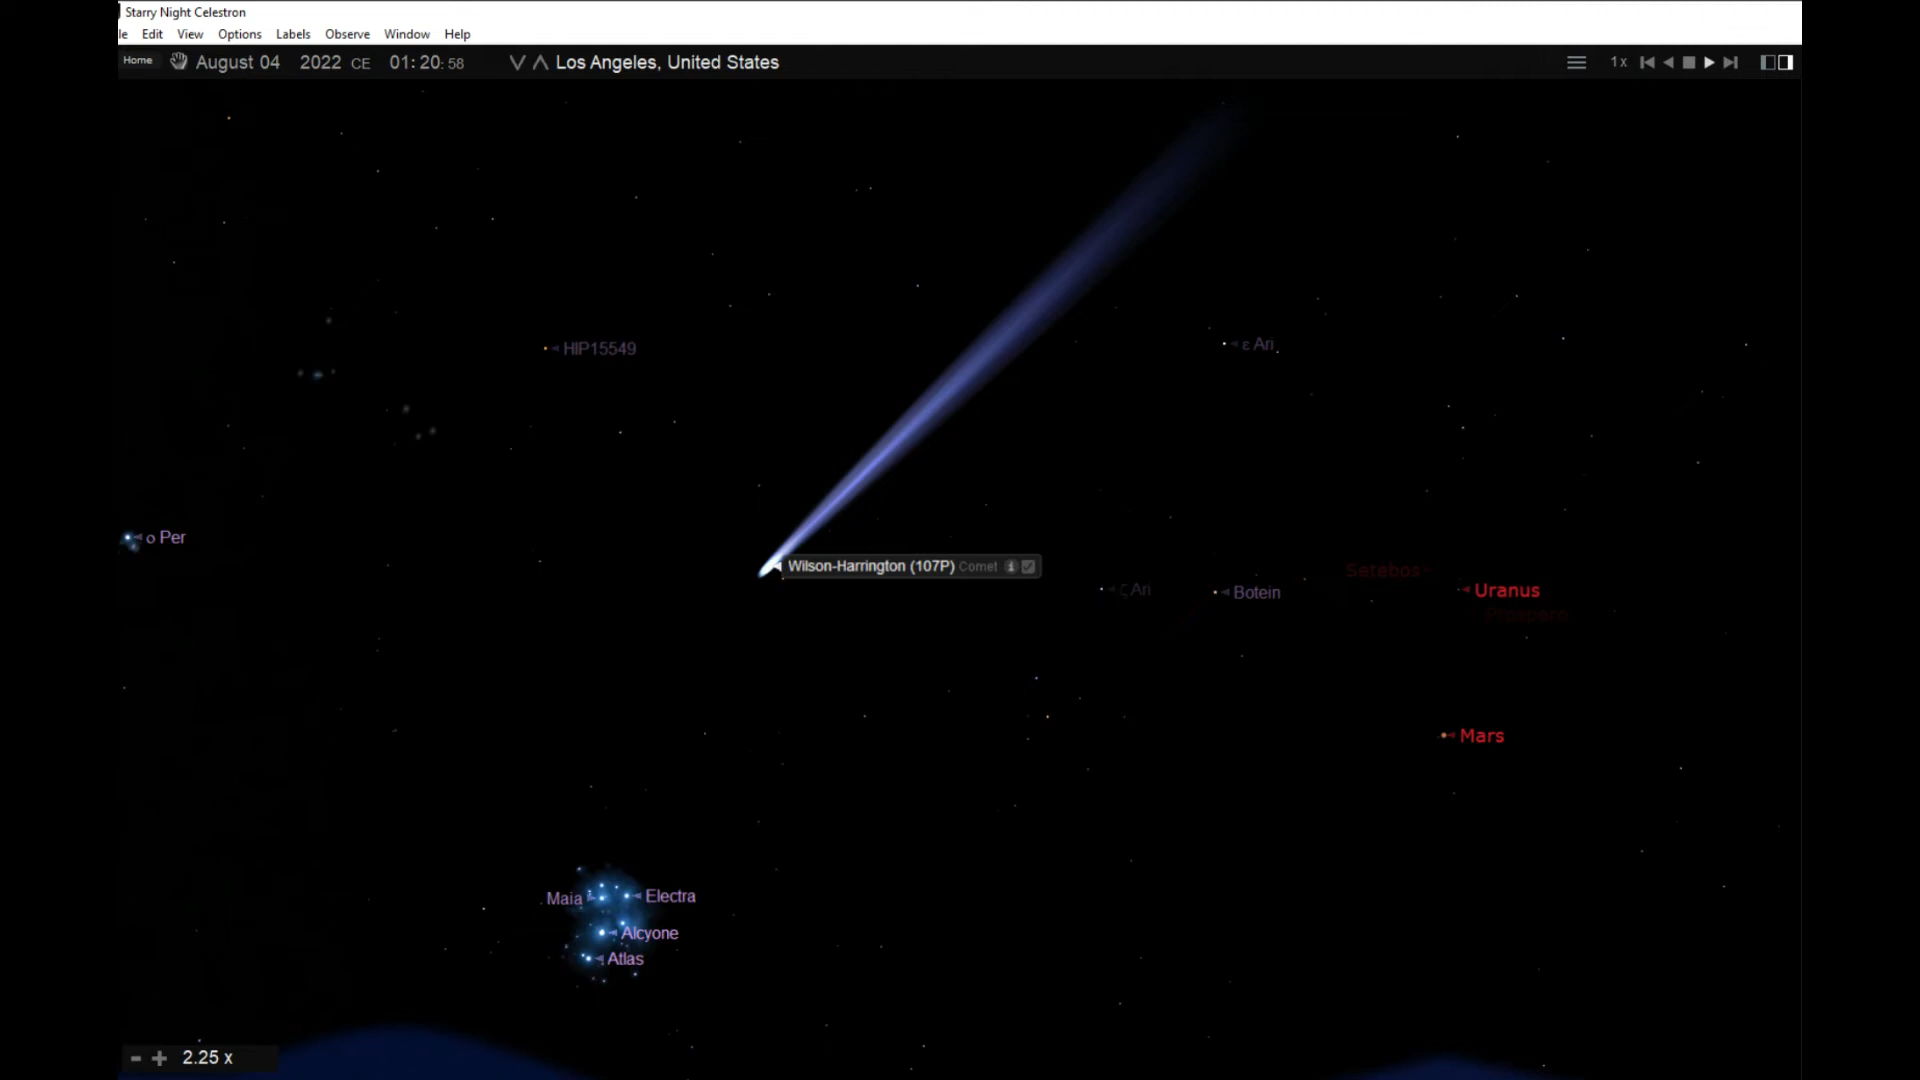 Starry Night Celestron
le Edit View Options Labels Observe Window Help
Home August 04 2022 CE 01:20:58 Los Angeles, United States 1x
HIP15549
ε Ari
ο Per
Wilson-Harrington (107P) Comet i
Setebos
ζ Ari
Botein
Uranus
Prospero
Mars
Maia
Electra
Alcyone
Atlas
- + 2.25 x